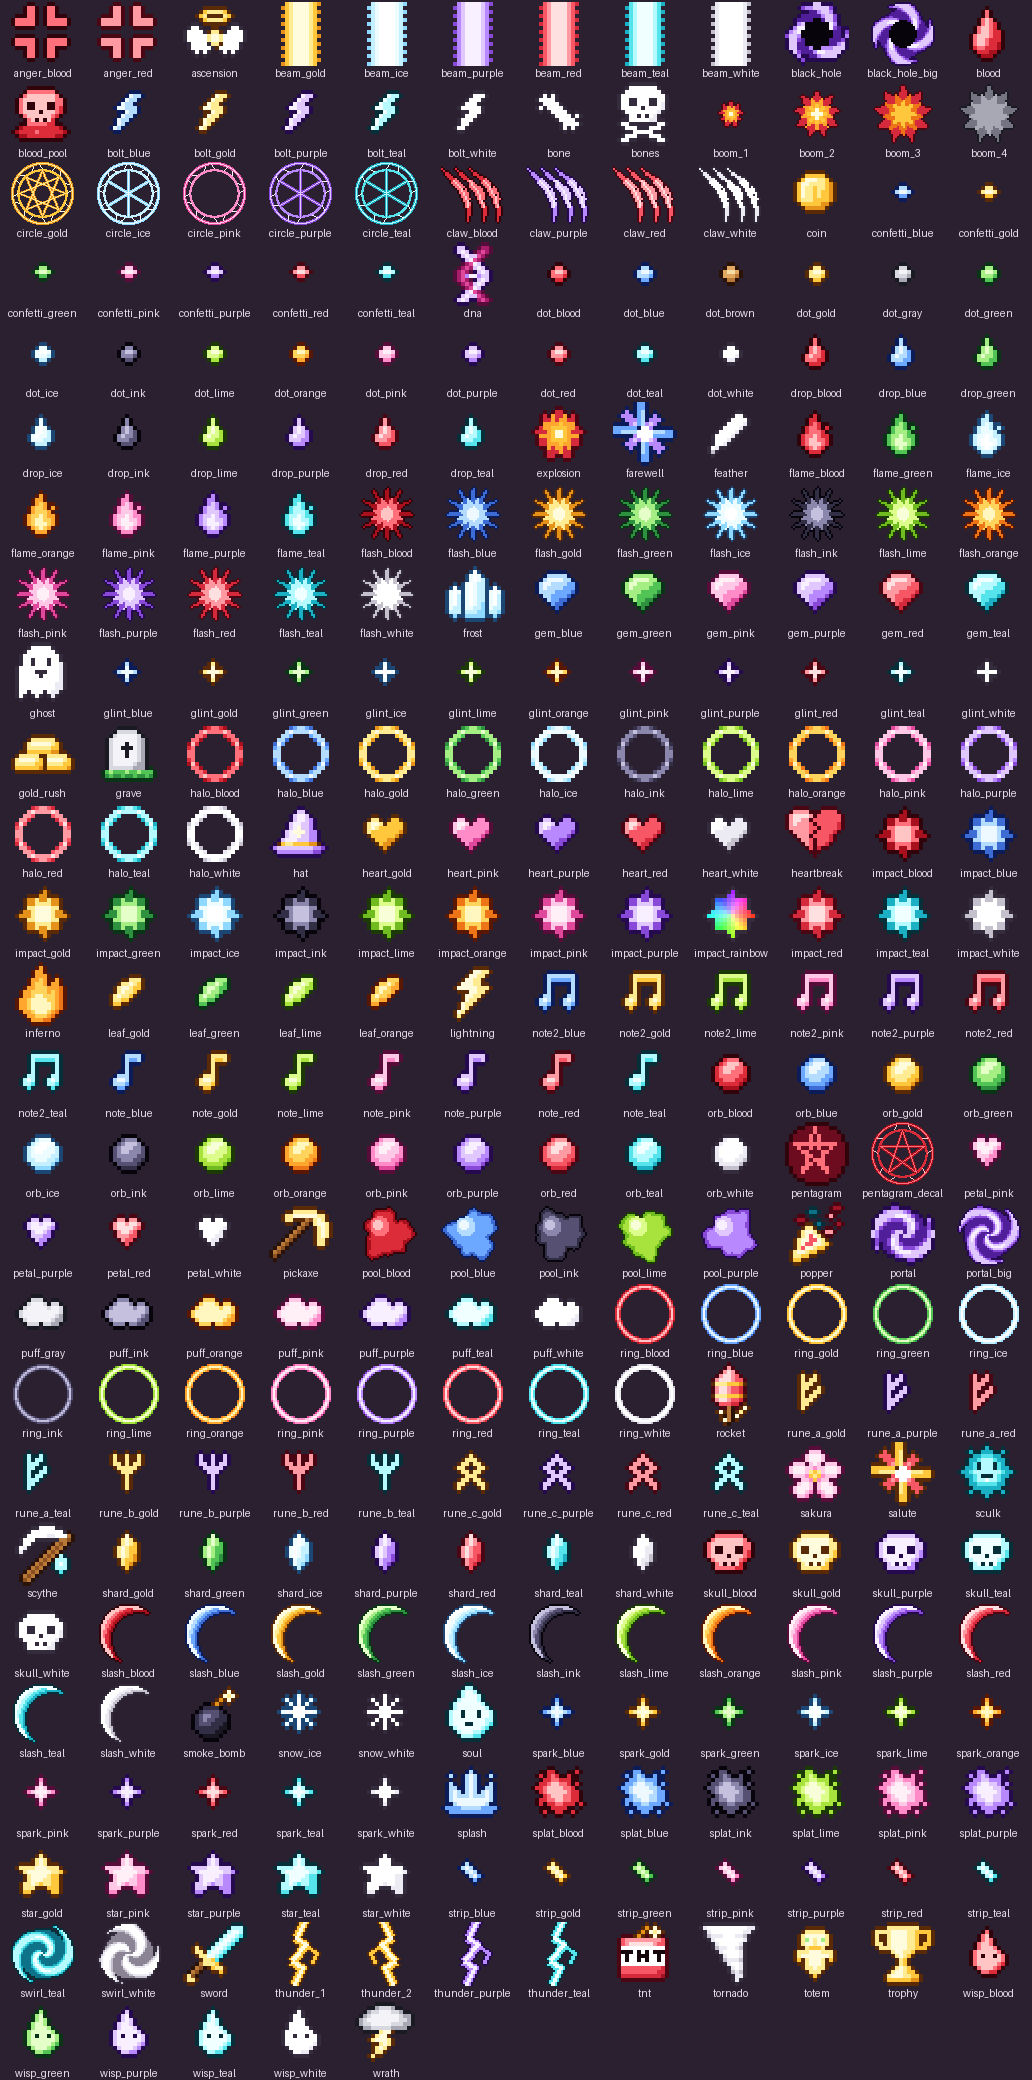 anger_blood anger_red ascension beam_gold beam_ice beam_purple beam_red beam_teal beam_white black_hole black_hole_big blood
blood_pool bolt_blue bolt_gold bolt_purple bolt_teal bolt_white bone bones boom_1 boom_2 boom_3 boom_4
circle_gold circle_ice circle_pink circle_purple circle_teal claw_blood claw_purple claw_red claw_white coin confetti_blue confetti_gold
confetti_green confetti_pink confetti_purple confetti_red confetti_teal dna dot_blood dot_blue dot_brown dot_gold dot_gray dot_green
dot_ice dot_ink dot_lime dot_orange dot_pink dot_purple dot_red dot_teal dot_white drop_blood drop_blue drop_green
drop_ice drop_ink drop_lime drop_purple drop_red drop_teal explosion farewell feather flame_blood flame_green flame_ice
flame_orange flame_pink flame_purple flame_teal flash_blood flash_blue flash_gold flash_green flash_ice flash_ink flash_lime flash_orange
flash_pink flash_purple flash_red flash_teal flash_white frost gem_blue gem_green gem_pink gem_purple gem_red gem_teal
ghost glint_blue glint_gold glint_green glint_ice glint_lime glint_orange glint_pink glint_purple glint_red glint_teal glint_white
gold_rush grave halo_blood halo_blue halo_gold halo_green halo_ice halo_ink halo_lime halo_orange halo_pink halo_purple
halo_red halo_teal halo_white hat heart_gold heart_pink heart_purple heart_red heart_white heartbreak impact_blood impact_blue
impact_gold impact_green impact_ice impact_ink impact_lime impact_orange impact_pink impact_purple impact_rainbow impact_red impact_teal impact_white
inferno leaf_gold leaf_green leaf_lime leaf_orange lightning note2_blue note2_gold note2_lime note2_pink note2_purple note2_red
note2_teal note_blue note_gold note_lime note_pink note_purple note_red note_teal orb_blood orb_blue orb_gold orb_green
orb_ice orb_ink orb_lime orb_orange orb_pink orb_purple orb_red orb_teal orb_white pentagram pentagram_decal petal_pink
petal_purple petal_red petal_white pickaxe pool_blood pool_blue pool_ink pool_lime pool_purple popper portal portal_big
puff_gray puff_ink puff_orange puff_pink puff_purple puff_teal puff_white ring_blood ring_blue ring_gold ring_green ring_ice
ring_ink ring_lime ring_orange ring_pink ring_purple ring_red ring_teal ring_white rocket rune_a_gold rune_a_purple rune_a_red
rune_a_teal rune_b_gold rune_b_purple rune_b_red rune_b_teal rune_c_gold rune_c_purple rune_c_red rune_c_teal sakura salute sculk
scythe shard_gold shard_green shard_ice shard_purple shard_red shard_teal shard_white skull_blood skull_gold skull_purple skull_teal
skull_white slash_blood slash_blue slash_gold slash_green slash_ice slash_ink slash_lime slash_orange slash_pink slash_purple slash_red
slash_teal slash_white smoke_bomb snow_ice snow_white soul spark_blue spark_gold spark_green spark_ice spark_lime spark_orange
spark_pink spark_purple spark_red spark_teal spark_white splash splat_blood splat_blue splat_ink splat_lime splat_pink splat_purple
star_gold star_pink star_purple star_teal star_white strip_blue strip_gold strip_green strip_pink strip_purple strip_red strip_teal
THT
swirl_teal swirl_white sword thunder_1 thunder_2 thunder_purple thunder_teal tnt tornado totem trophy wisp_blood
wisp_green wisp_purple wisp_teal wisp_white wrath